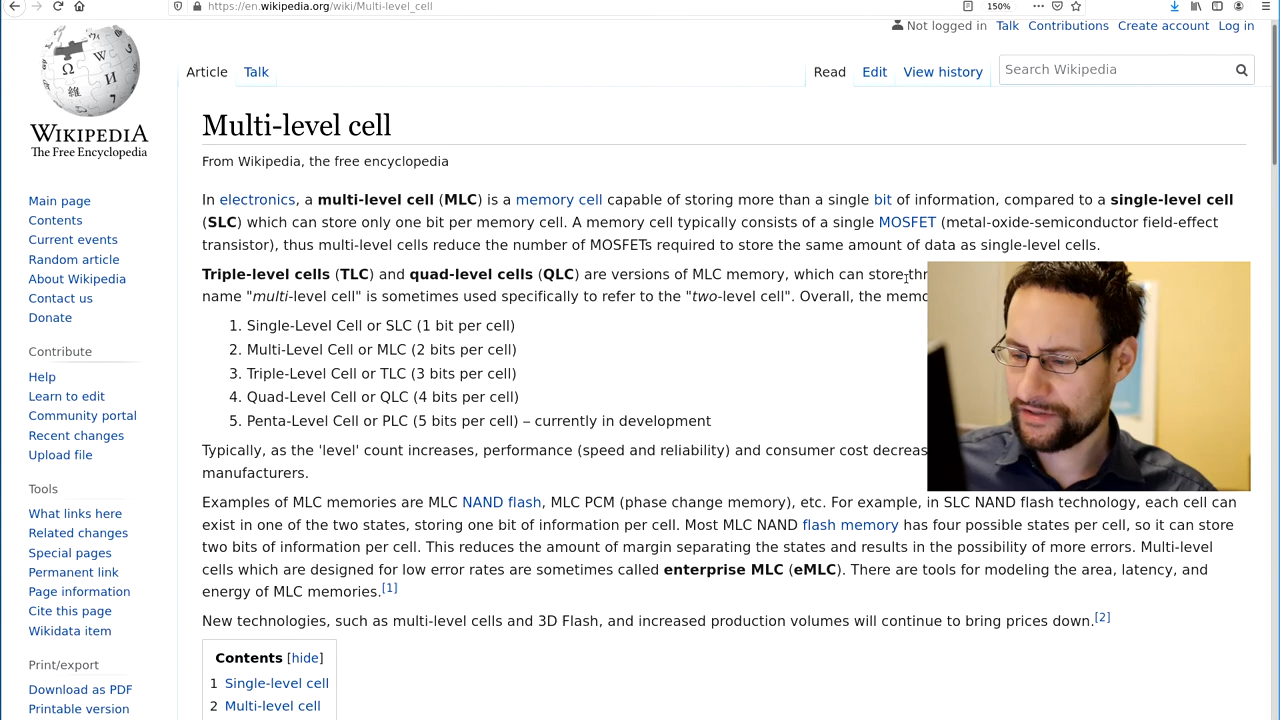 https://en.wikipedia.org/wiki/Multi-level_cell
150%
Not logged in Talk Contributions Create account Log in
Article Talk Read Edit View history Search Wikipedia
WIKIPEDIA
The Free Encyclopedia
Main page
Contents
Current events
Random article
About Wikipedia
Contact us
Donate
Contribute
Help
Learn to edit
Community portal
Recent changes
Upload file
Tools
What links here
Related changes
Special pages
Permanent link
Page information
Cite this page
Wikidata item
Print/export
Download as PDF
Printable version
Multi-level cell
From Wikipedia, the free encyclopedia
In electronics, a multi-level cell (MLC) is a memory cell capable of storing more than a single bit of information, compared to a single-level cell
(SLC) which can store only one bit per memory cell. A memory cell typically consists of a single MOSFET (metal-oxide-semiconductor field-effect
transistor), thus multi-level cells reduce the number of MOSFETs required to store the same amount of data as single-level cells.
Triple-level cells (TLC) and quad-level cells (QLC) are versions of MLC memory, which can store
name "multi-level cell" is sometimes used specifically to refer to the "two-level cell". Overall, the
1. Single-Level Cell or SLC (1 bit per cell)
2. Multi-Level Cell or MLC (2 bits per cell)
3. Triple-Level Cell or TLC (3 bits per cell)
4. Quad-Level Cell or QLC (4 bits per cell)
5. Penta-Level Cell or PLC (5 bits per cell) – currently in development
Typically, as the 'level' count increases, performance (speed and reliability) and consumer cost
manufacturers.
Examples of MLC memories are MLC NAND flash, MLC PCM (phase change memory), etc. For example, in SLC NAND flash technology, each cell can
exist in one of the two states, storing one bit of information per cell. Most MLC NAND flash memory has four possible states per cell, so it can store
two bits of information per cell. This reduces the amount of margin separating the states and results in the possibility of more errors. Multi-level
cells which are designed for low error rates are sometimes called enterprise MLC (eMLC). There are tools for modeling the area, latency, and
energy of MLC memories.[1]
New technologies, such as multi-level cells and 3D Flash, and increased production volumes will continue to bring prices down.[2]
Contents [hide]
1 Single-level cell
2 Multi-level cell